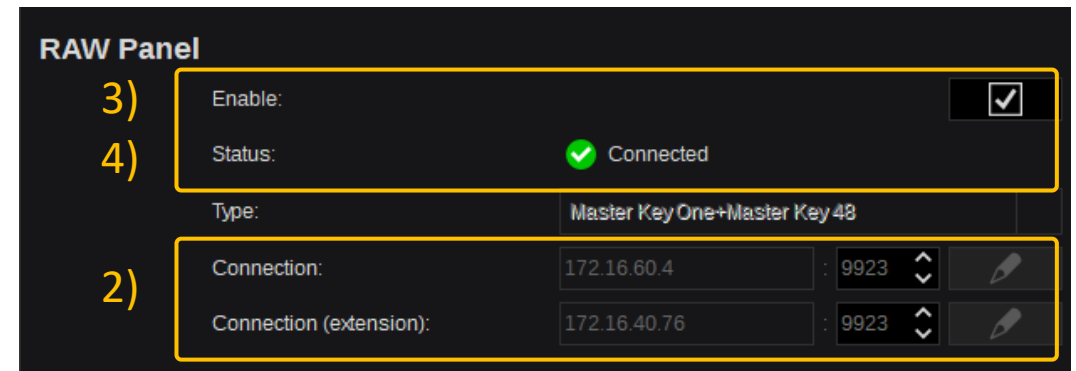 RAW Panel
3) Enable:
4) Status: Connected
Type: Master Key One+Master Key 48
2)
Connection: 172.16.60.4 : 9923
Connection (extension): 172.16.40.76 : 9923